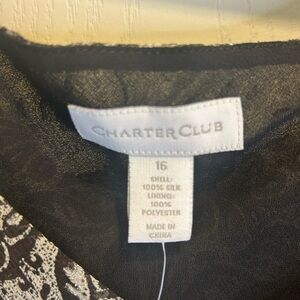 CHARTER CLUB
16
SHELL:
100% SILK
LINING:
100%
POLYESTER
MADE IN
CHINA